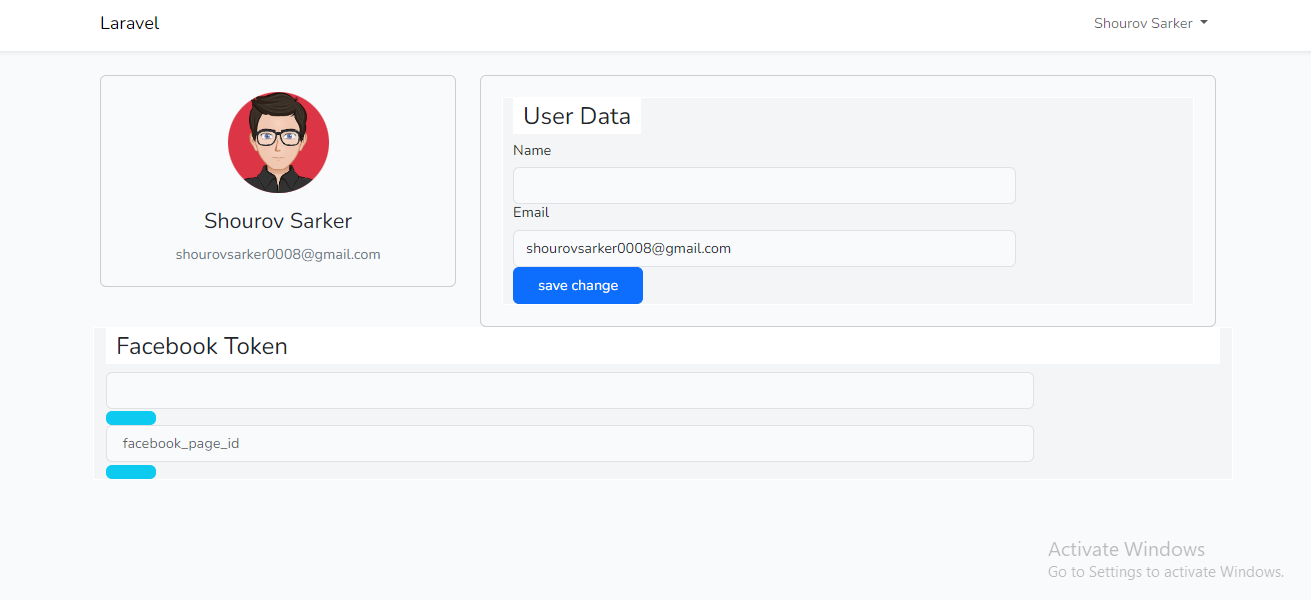 Laravel
Shourov Sarker
Shourov Sarker
shourovsarker0008@gmail.com
User Data
Name
Email
shourovsarker0008@gmail.com
save change
Facebook Token
facebook_page_id
Activate Windows
Go to Settings to activate Windows.